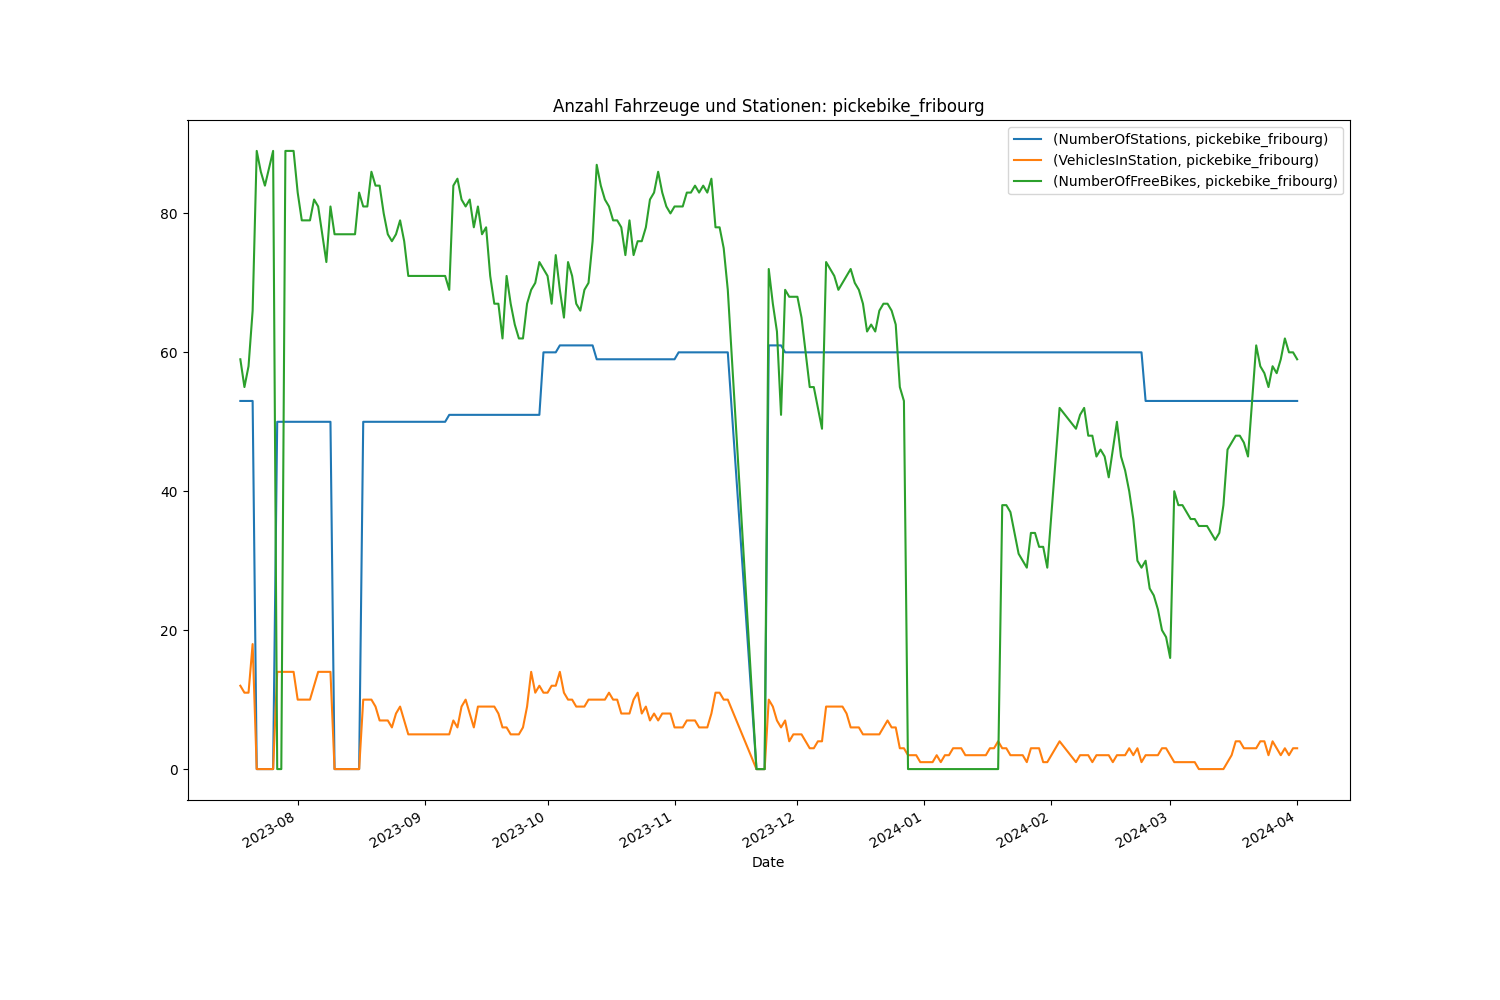 Anzahl Fahrzeuge und Stationen: pickebike_fribourg
(NumberOfStations, pickebike_fribourg)
(VehiclesInStation, pickebike_fribourg)
(NumberOfFreeBikes, pickebike_fribourg)
80
60
40
20
0
2023-08
2023-09
2023-10
2023-11
2023-12
2024-01
2024-02
2024-03
2024-04
Date